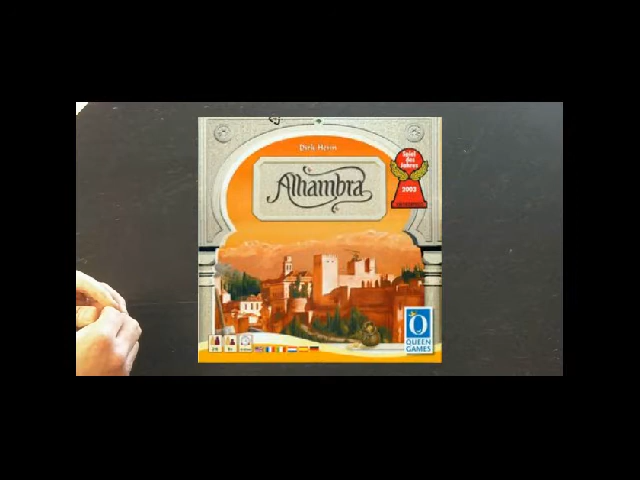 Dirk Henn
Alhambra
Spiel
des
Jahres
2003
QUEEN
GAMES